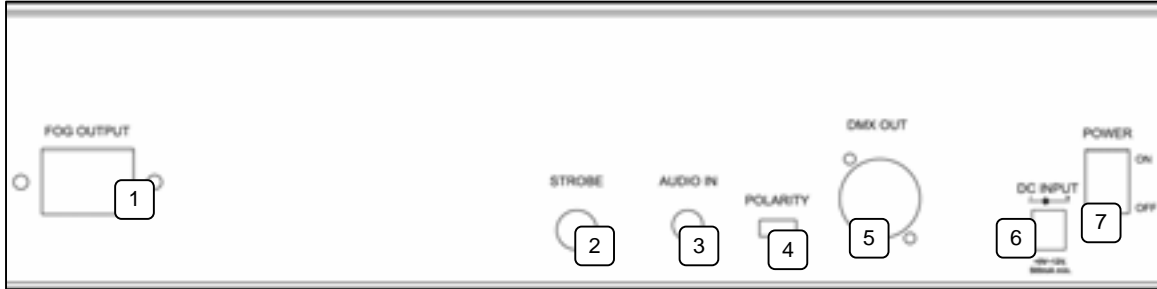 FOG OUTPUT
1
STROBE
2
AUDIO IN
3
POLARITY
4
DMX OUT
5
DC INPUT
6
POWER
ON
OFF
7